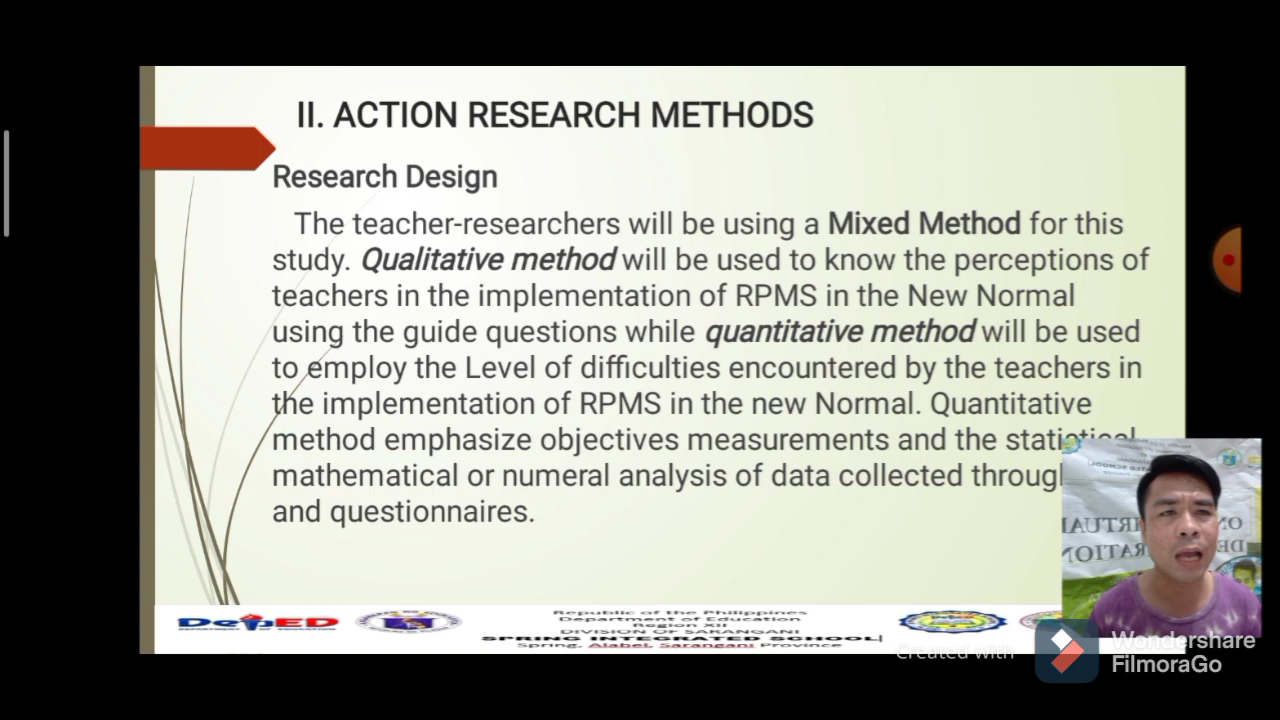 II. ACTION RESEARCH METHODS
Research Design
The teacher-researchers will be using a Mixed Method for this
study. Qualitative method will be used to know the perceptions of
teachers in the implementation of RPMS in the New Normal
using the guide questions while quantitative method will be used
to employ the Level of difficulties encountered by the teachers in
the implementation of RPMS in the new Normal. Quantitative
method emphasize objectives measurements and the statistical
mathematical or numeral analysis of data collected throug
and questionnaires.
DepED
DEPARTMENT OF EDUCATION
Republic of the Philippines
Department of Education
Region XII
DIVISION OF SARANGANI
SPRING INTEGRATED SCHOOL
Spring, Alabel, Sarangani Province
Created with
Wondershare
FilmoraGo